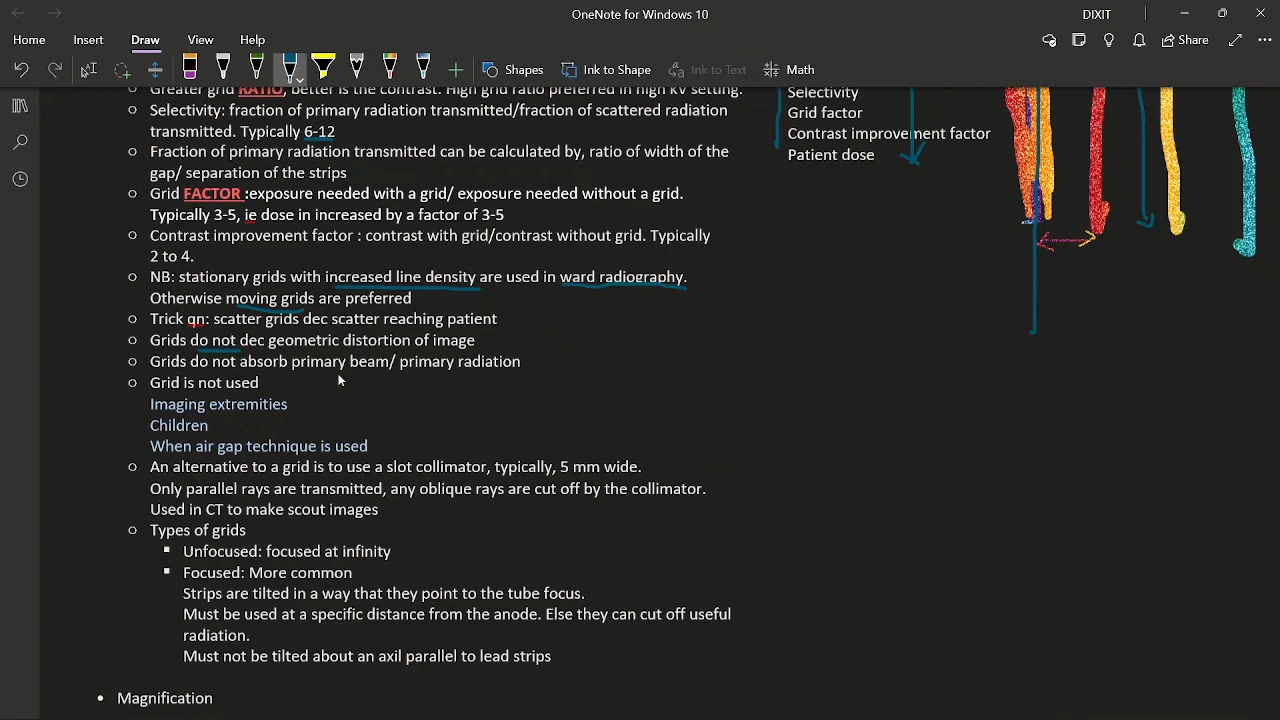 OneNote for Windows 10
DIXIT
Home Insert Draw View Help
Share
Shapes Ink to Shape Ink to Text Math
Greater grid RATIO, better is the contrast. High grid ratio preferred in high kV setting.
Selectivity: fraction of primary radiation transmitted/fraction of scattered radiation
transmitted. Typically 6-12
Fraction of primary radiation transmitted can be calculated by, ratio of width of the
gap/ separation of the strips
Grid FACTOR :exposure needed with a grid/ exposure needed without a grid.
Typically 3-5, ie dose in increased by a factor of 3-5
Contrast improvement factor : contrast with grid/contrast without grid. Typically
2 to 4.
NB: stationary grids with increased line density are used in ward radiography.
Otherwise moving grids are preferred
Trick qn: scatter grids dec scatter reaching patient
Grids do not dec geometric distortion of image
Grids do not absorb primary beam/ primary radiation
Grid is not used
Imaging extremities
Children
When air gap technique is used
An alternative to a grid is to use a slot collimator, typically, 5 mm wide.
Only parallel rays are transmitted, any oblique rays are cut off by the collimator.
Used in CT to make scout images
Types of grids
Unfocused: focused at infinity
Focused: More common
Strips are tilted in a way that they point to the tube focus.
Must be used at a specific distance from the anode. Else they can cut off useful
radiation.
Must not be tilted about an axil parallel to lead strips
Magnification
Selectivity
Grid factor
Contrast improvement factor
Patient dose